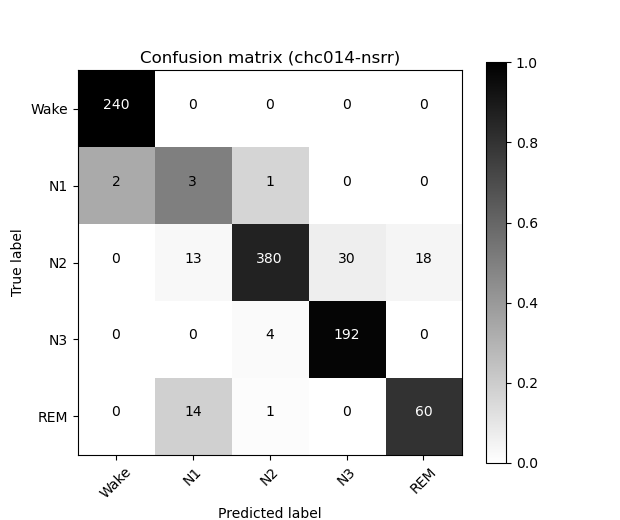 Confusion matrix (chc014-nsrr)
True label
Wake 240 0 0 0 0
N1 2 3 1 0 0
N2 0 13 380 30 18
N3 0 0 4 192 0
REM 0 14 1 0 60
Wake N1 N2 N3 REM
Predicted label
1.0
0.8
0.6
0.4
0.2
0.0